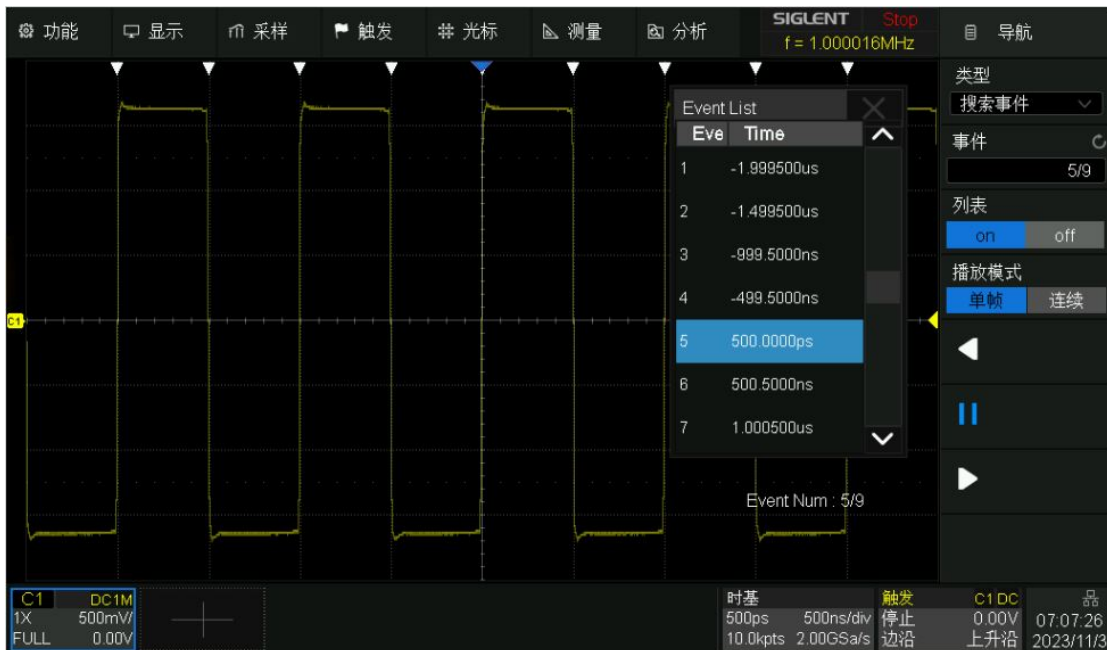 功能 显示 采样 触发 光标 测量 分析 SIGLENT Stop 导航
f = 1.000016MHz
类型
搜索事件
事件
5/9
列表
on off
播放模式
单帧 连续
Event List
Eve Time
1 -1.999500us
2 -1.499500us
3 -999.5000ns
4 -499.5000ns
5 500.0000ps
6 500.5000ns
7 1.000500us
Event Num : 5/9
C1
C1 DC1M
1X 500mV/
FULL 0.00V
时基
500ps 500ns/div
10.0kpts 2.00GSa/s
触发 C1 DC
停止 0.00V
边沿 上升沿
07:07:26
2023/11/3